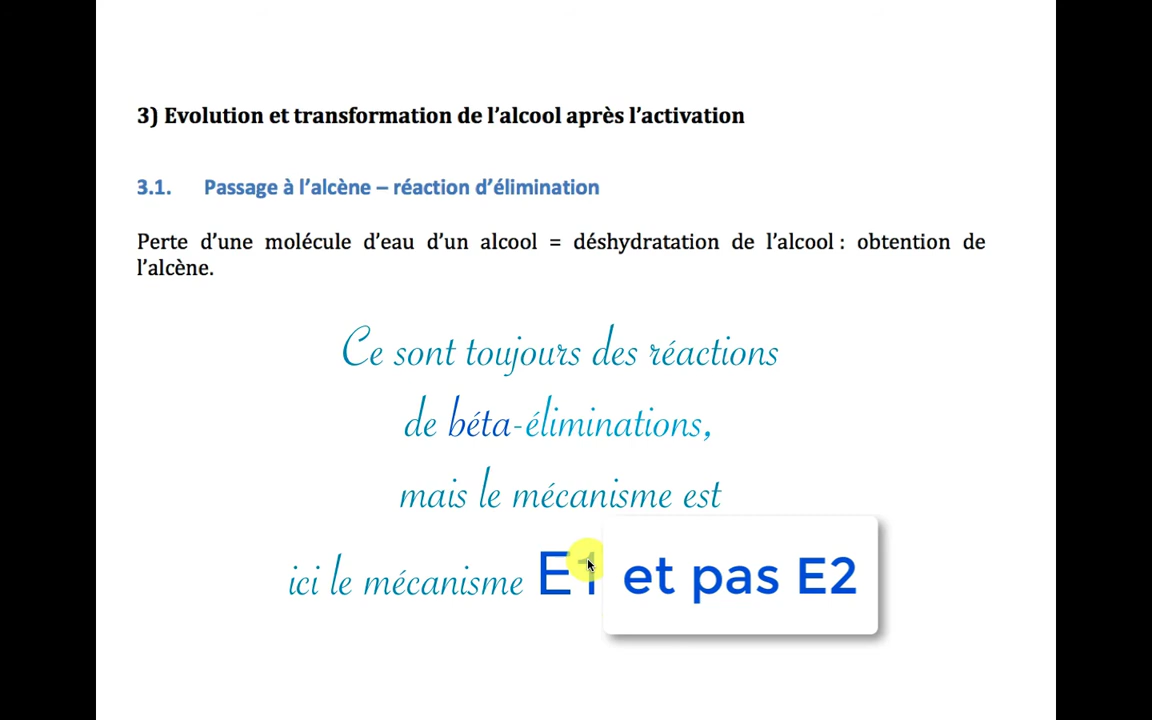 3) Evolution et transformation de l’alcool après l’activation
3.1. Passage à l’alcène – réaction d’élimination
Perte d’une molécule d’eau d’un alcool = déshydratation de l’alcool : obtention de
l’alcène.
Ce sont toujours des réactions
de béta-éliminations,
mais le mécanisme est
ici le mécanisme E1 et pas E2